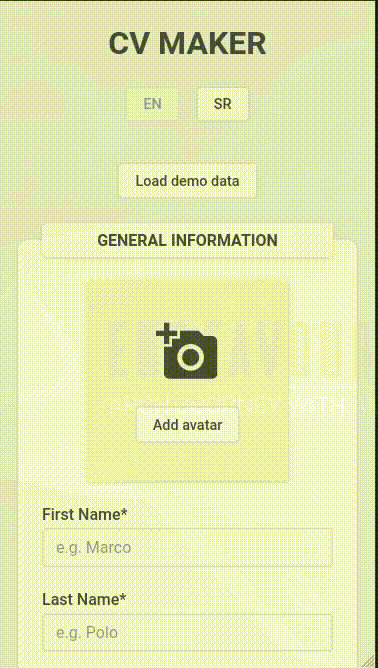 CV MAKER
EN SR
Load demo data
GENERAL INFORMATION
Add avatar
First Name*
e.g. Marco
Last Name*
e.g. Polo